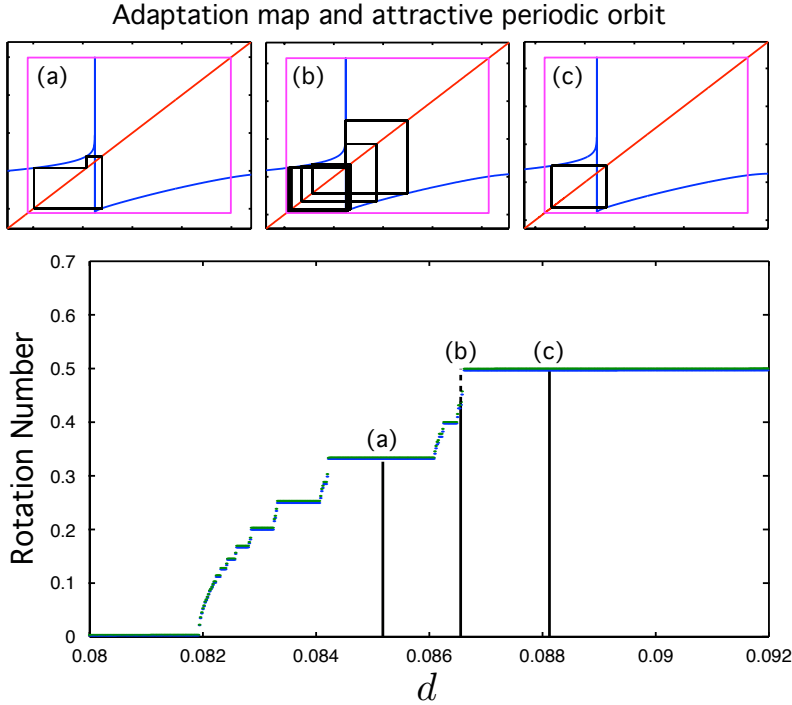 Adaptation map and attractive periodic orbit
(a) (b) (c)
0.7
0.6
0.5
0.4
0.3
0.2
0.1
0
Rotation Number
(a)
(b)
(c)
0.08 0.082 0.084 0.086 0.088 0.09 0.092
d